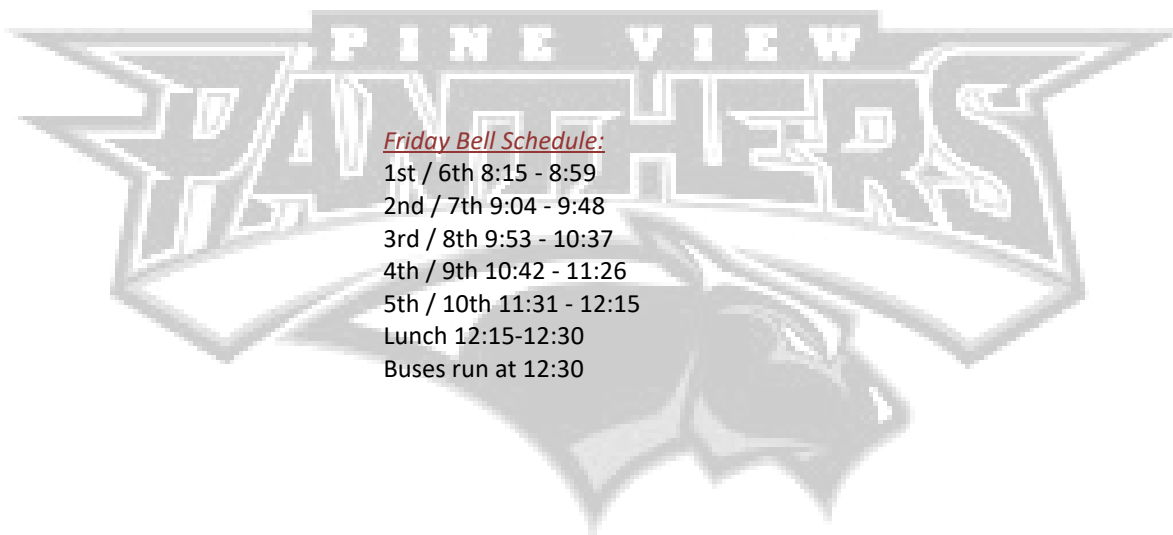 PINE VIEW
PANTHERS
Friday Bell Schedule:
1st / 6th 8:15 - 8:59
2nd / 7th 9:04 - 9:48
3rd / 8th 9:53 - 10:37
4th / 9th 10:42 - 11:26
5th / 10th 11:31 - 12:15
Lunch 12:15-12:30
Buses run at 12:30